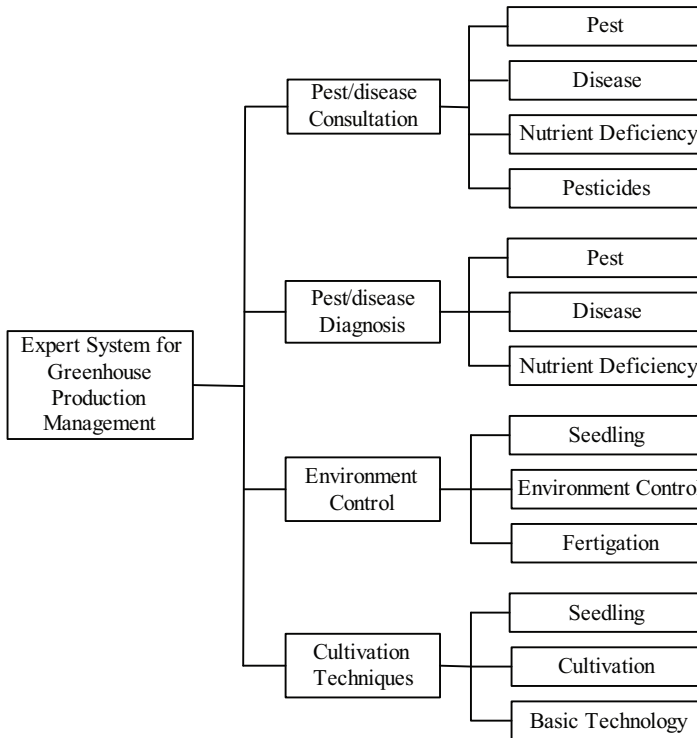 Expert System for
Greenhouse
Production
Management
Pest/disease
Consultation
Pest
Disease
Nutrient Deficiency
Pesticides
Pest/disease
Diagnosis
Pest
Disease
Nutrient Deficiency
Environment
Control
Seedling
Environment Control
Fertigation
Cultivation
Techniques
Seedling
Cultivation
Basic Technology